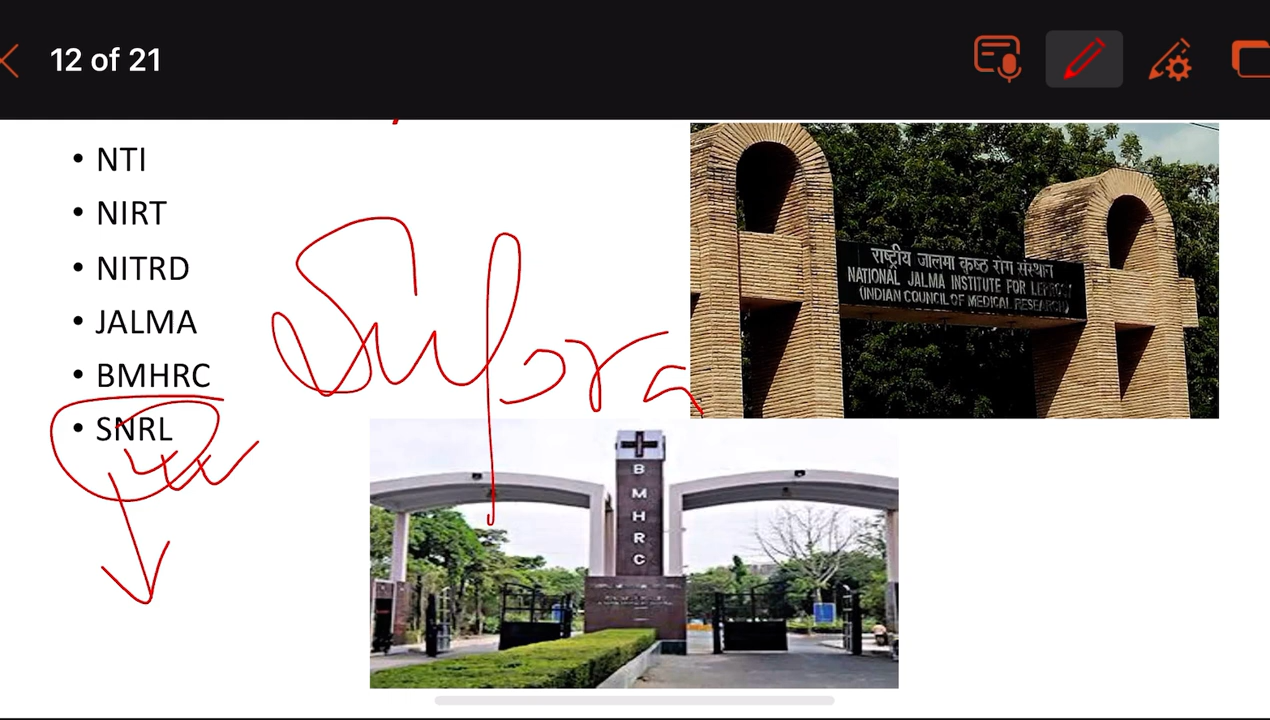 12 of 21
• NTI
• NIRT
• NITRD
• JALMA
• BMHRC
• SNRL
Supra
राष्ट्रीय जालमा कुष्ठ रोग संस्थान
NATIONAL JALMA INSTITUTE FOR LEPROSY
(INDIAN COUNCIL OF MEDICAL RESEARCH)
B
M
H
R
C